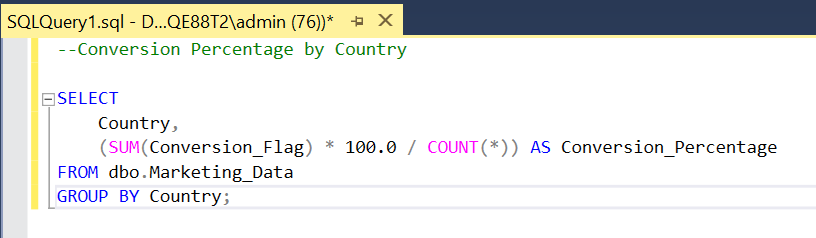 SQLQuery1.sql - D...QE88T2\admin (76))*
--Conversion Percentage by Country
SELECT
Country,
(SUM(Conversion_Flag) * 100.0 / COUNT(*)) AS Conversion_Percentage
FROM dbo.Marketing_Data
GROUP BY Country;